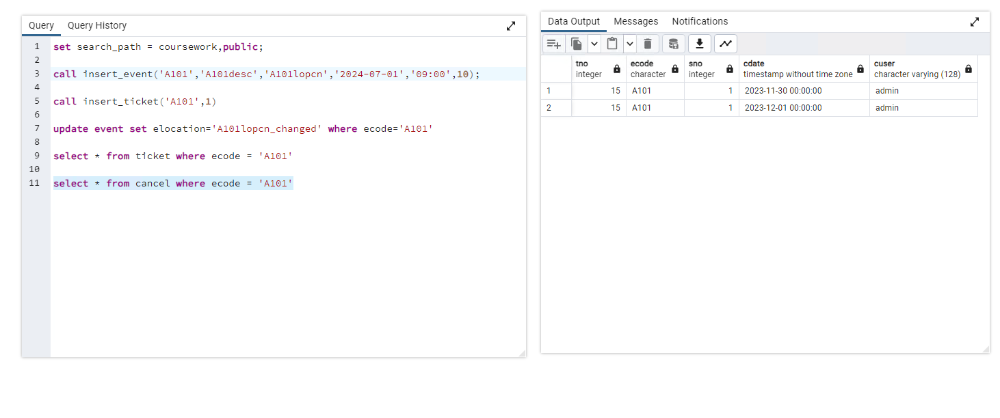 Query Query History
1 set search_path = coursework,public;
2
3 call insert_event('A101','A101desc','A101lopcn','2024-07-01','09:00',10);
4
5 call insert_ticket('A101',1)
6
7 update event set elocation='A101lopcn_changed' where ecode='A101'
8
9 select * from ticket where ecode = 'A101'
10
11 select * from cancel where ecode = 'A101'
Data Output Messages Notifications
tno ecode sno cdate cuser
integer character integer timestamp without time zone character varying (128)
1 15 A101 1 2023-11-30 00:00:00 admin
2 15 A101 1 2023-12-01 00:00:00 admin